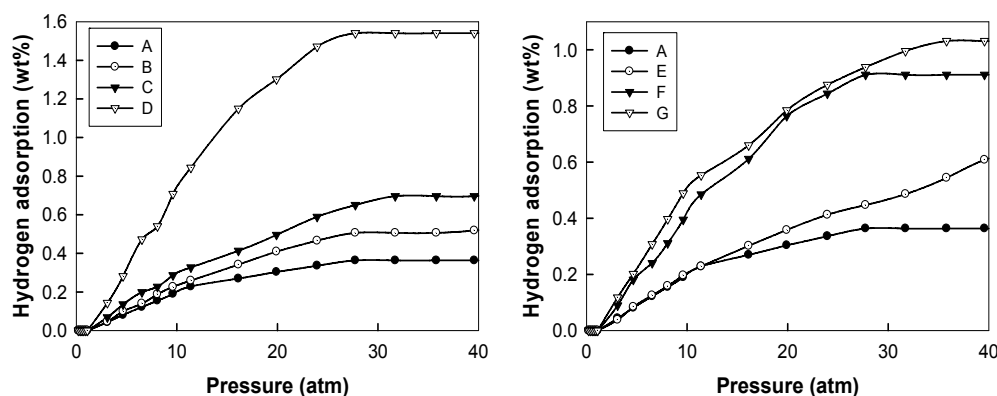 Hydrogen adsorption (wt%)
1.6
1.4
1.2
1.0
0.8
0.6
0.4
0.2
0.0
A
B
C
D
0 10 20 30 40
Pressure (atm)
Hydrogen adsorption (wt%)
1.0
0.8
0.6
0.4
0.2
0.0
A
E
F
G
0 10 20 30 40
Pressure (atm)